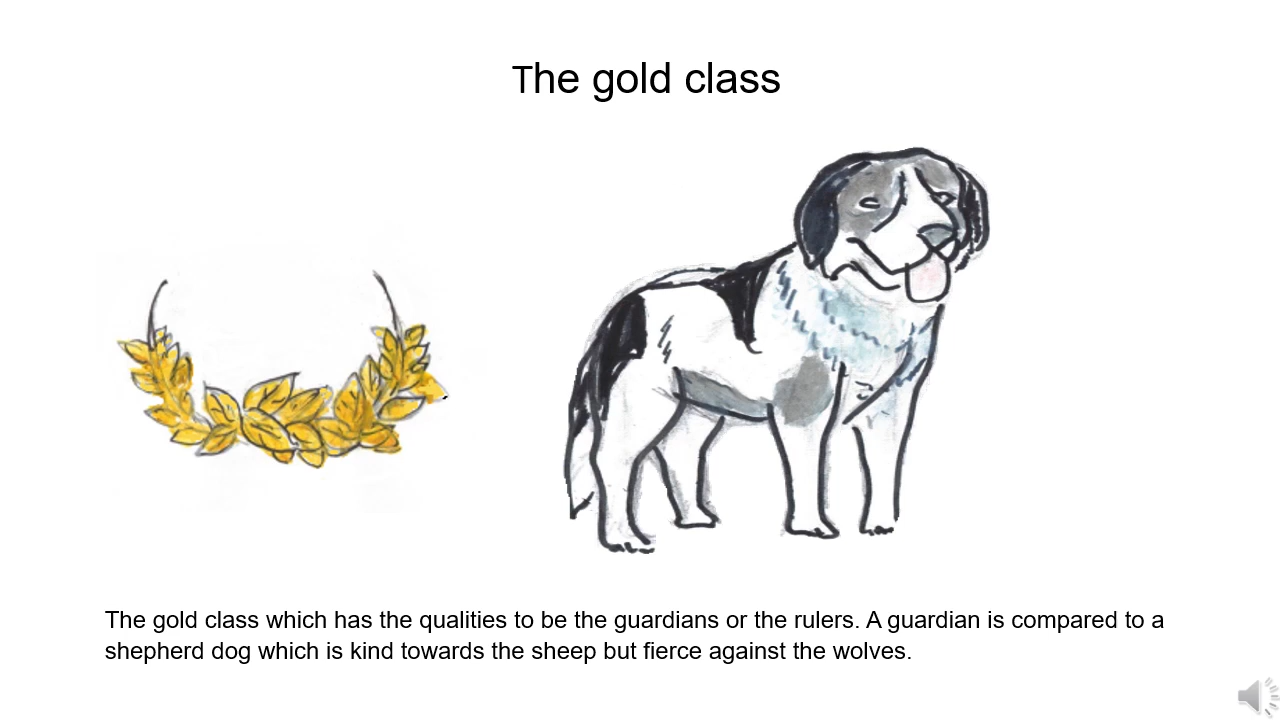 The gold class
The gold class which has the qualities to be the guardians or the rulers. A guardian is compared to a
shepherd dog which is kind towards the sheep but fierce against the wolves.